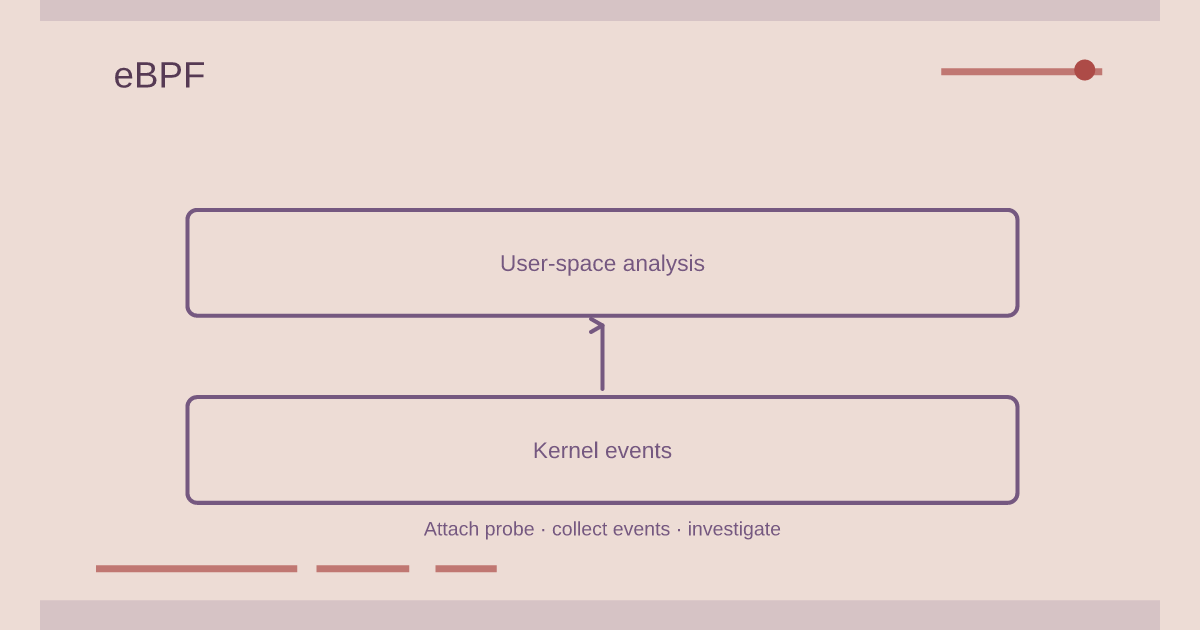 eBPF
User-space analysis
Kernel events
Attach probe · collect events · investigate